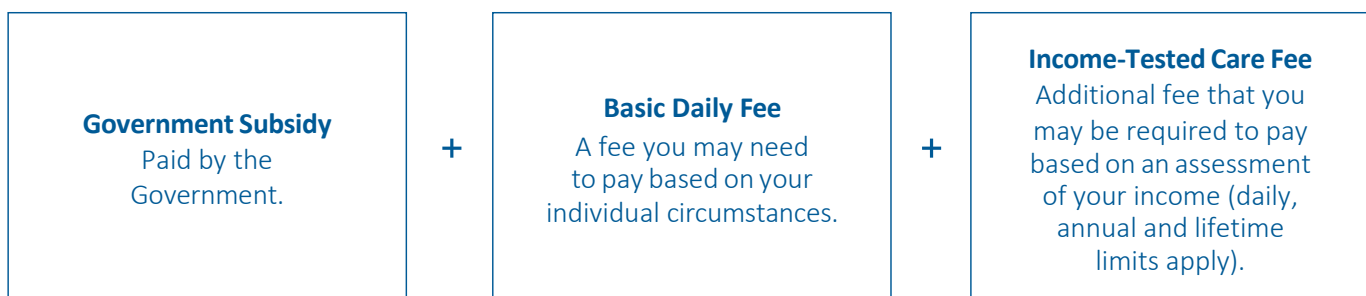 Government Subsidy
Paid by the
Government.
+
Basic Daily Fee
A fee you may need
to pay based on your
individual circumstances.
+
Income-Tested Care Fee
Additional fee that you
may be required to pay
based on an assessment
of your income (daily,
annual and lifetime
limits apply).